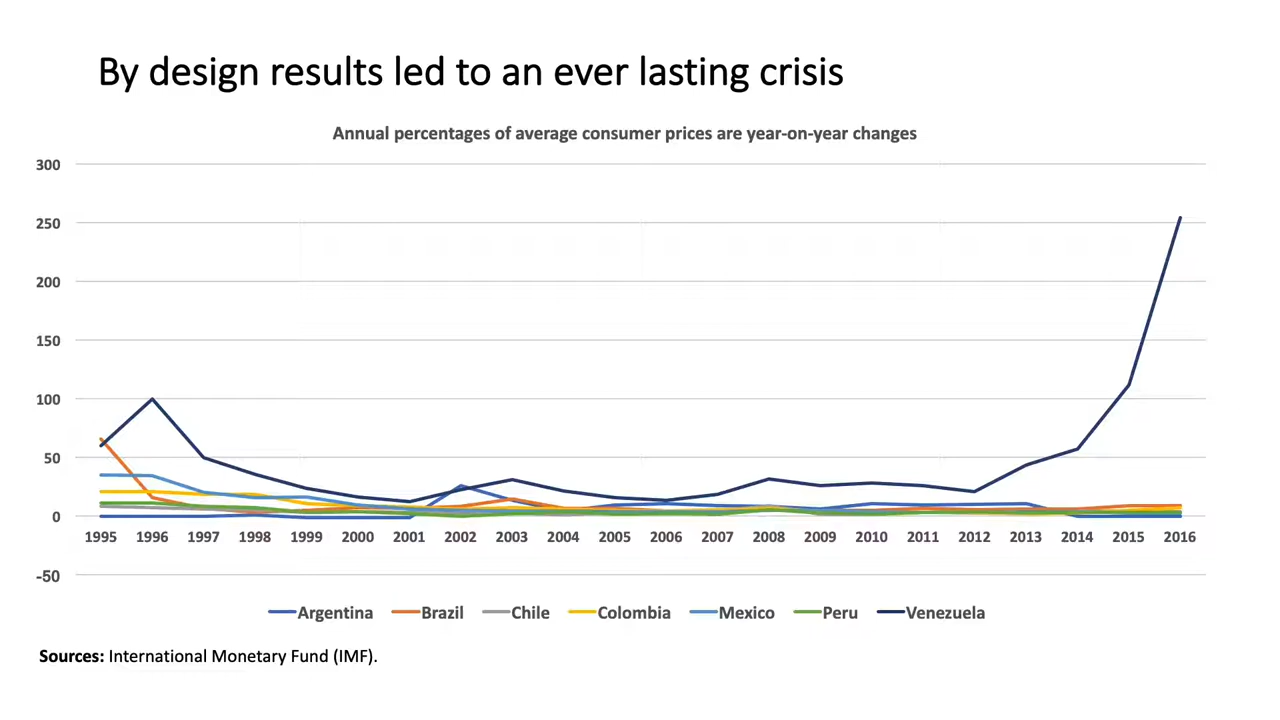 By design results led to an ever lasting crisis
Annual percentages of average consumer prices are year-on-year changes
300
250
200
150
100
50
0
1995 1996 1997 1998 1999 2000 2001 2002 2003 2004 2005 2006 2007 2008 2009 2010 2011 2012 2013 2014 2015 2016
-50
Argentina Brazil Chile Colombia Mexico Peru Venezuela
Sources: International Monetary Fund (IMF).